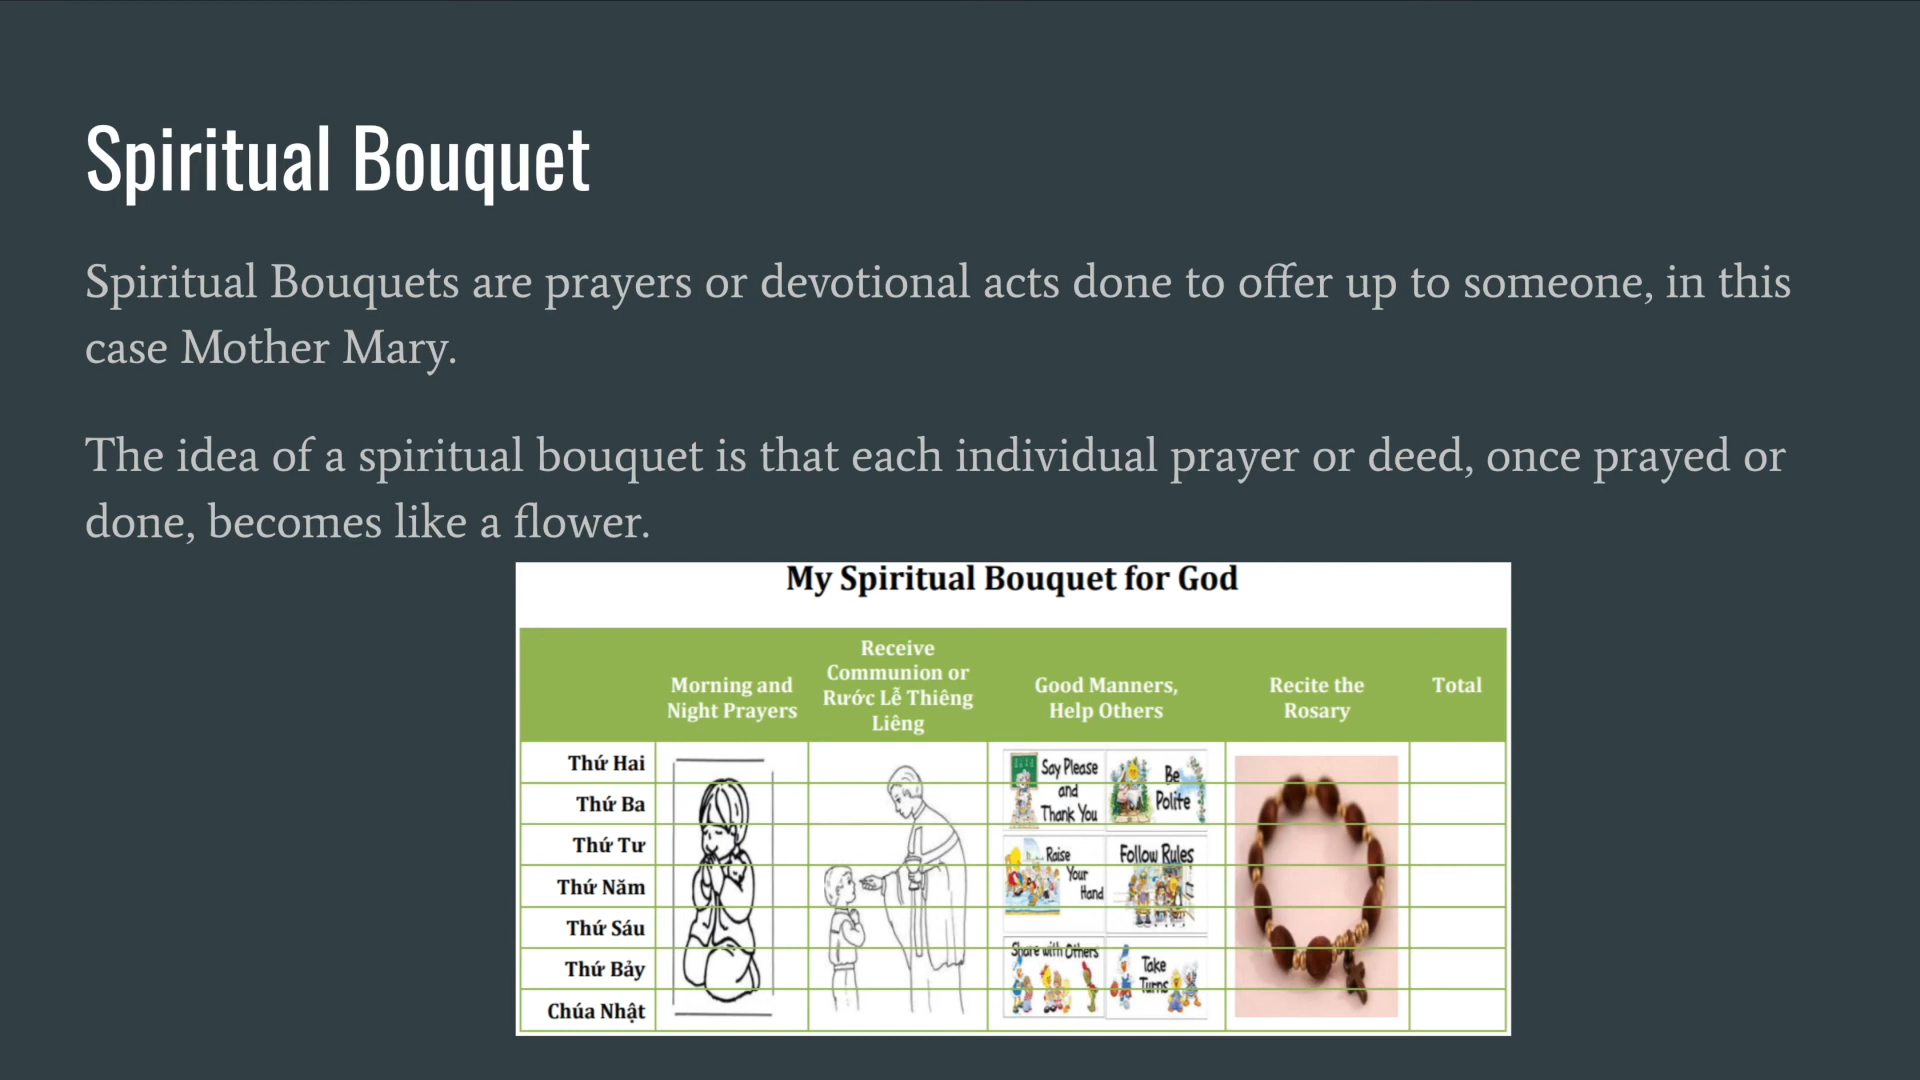 Spiritual Bouquet
Spiritual Bouquets are prayers or devotional acts done to offer up to someone, in this
case Mother Mary.
The idea of a spiritual bouquet is that each individual prayer or deed, once prayed or
done, becomes like a flower.
My Spiritual Bouquet for God
Morning and
Night Prayers
Receive
Communion or
Rước Lễ Thiêng
Liêng
Good Manners,
Help Others
Recite the
Rosary
Total
Thứ Hai
Thứ Ba
Thứ Tư
Thứ Năm
Thứ Sáu
Thứ Bảy
Chúa Nhật
Say Please
and
Thank You
Be
Polite
Raise
Your
Hand
Follow Rules
Share with Others
Take
Turns